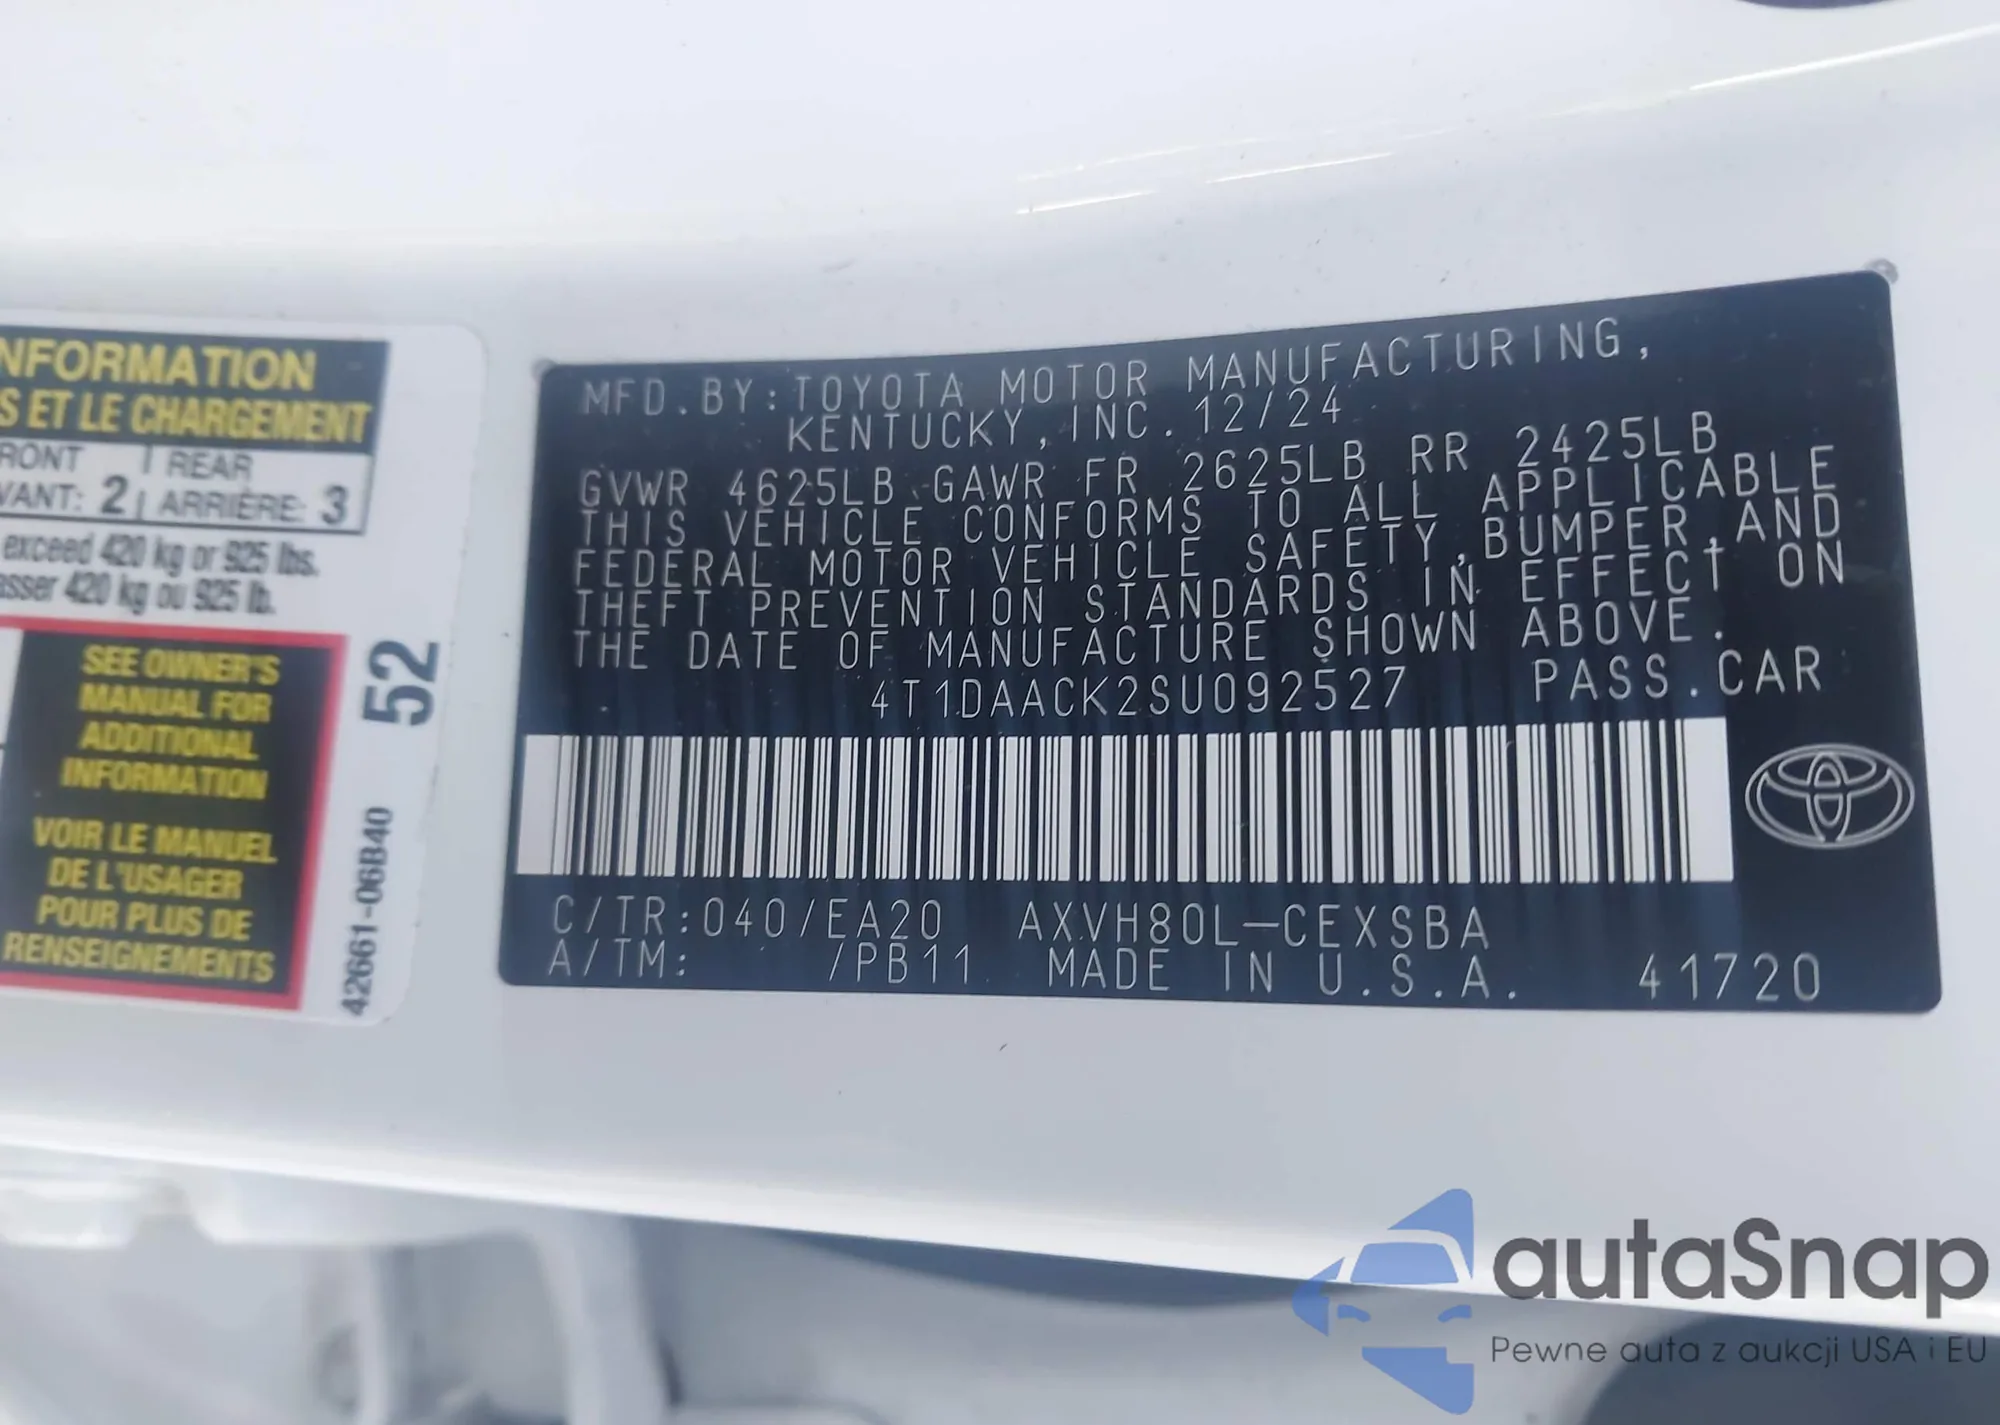 NFORMATION
S ET LE CHARGEMENT
RONT REAR
VANT: 2 ARRIÈRE: 3
exceed 420 kg or 925 lbs.
asser 420 kg ou 925 lb.
SEE OWNER'S
MANUAL FOR
ADDITIONAL
INFORMATION
VOIR LE MANUEL
DE L'USAGER
POUR PLUS DE
RENSEIGNEMENTS
52
42661-06B40
MFD.BY:TOYOTA MOTOR MANUFACTURING,
KENTUCKY,INC.12/24
GVWR 4625LB GAWR FR 2625LB RR 2425LB
THIS VEHICLE CONFORMS TO ALL APPLICABLE
FEDERAL MOTOR VEHICLE SAFETY,BUMPER,AND
THEFT PREVENTION STANDARDS IN EFFECT ON
THE DATE OF MANUFACTURE SHOWN ABOVE.
4T1DAACK2SU092527 PASS.CAR
C/TR:040/EA20 AXVH80L-CEXSBA
A/TM: /PB11 MADE IN U.S.A. 41720
autaSnap
Pewne auta z aukcji USA i EU